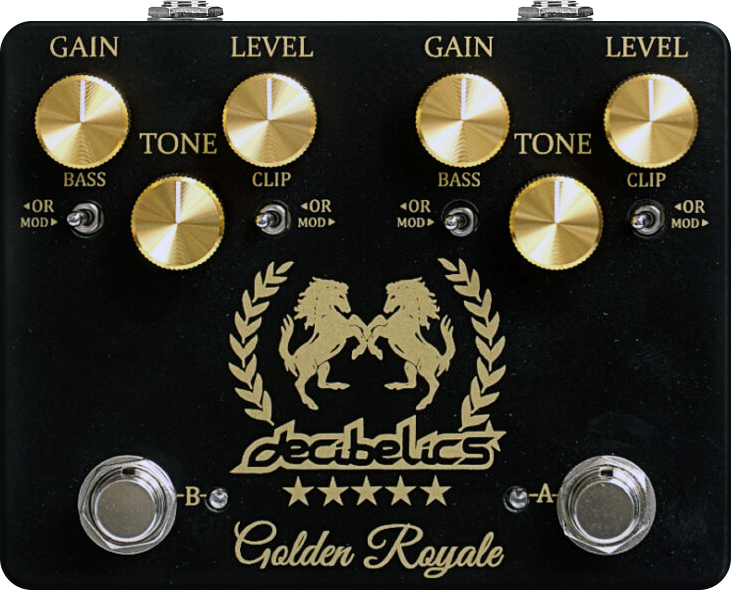 GAIN LEVEL GAIN LEVEL
TONE TONE
BASS CLIP BASS CLIP
◄OR ◄OR ◄OR ◄OR
MOD► MOD► MOD► MOD►
decibelics
B A
Golden Royale